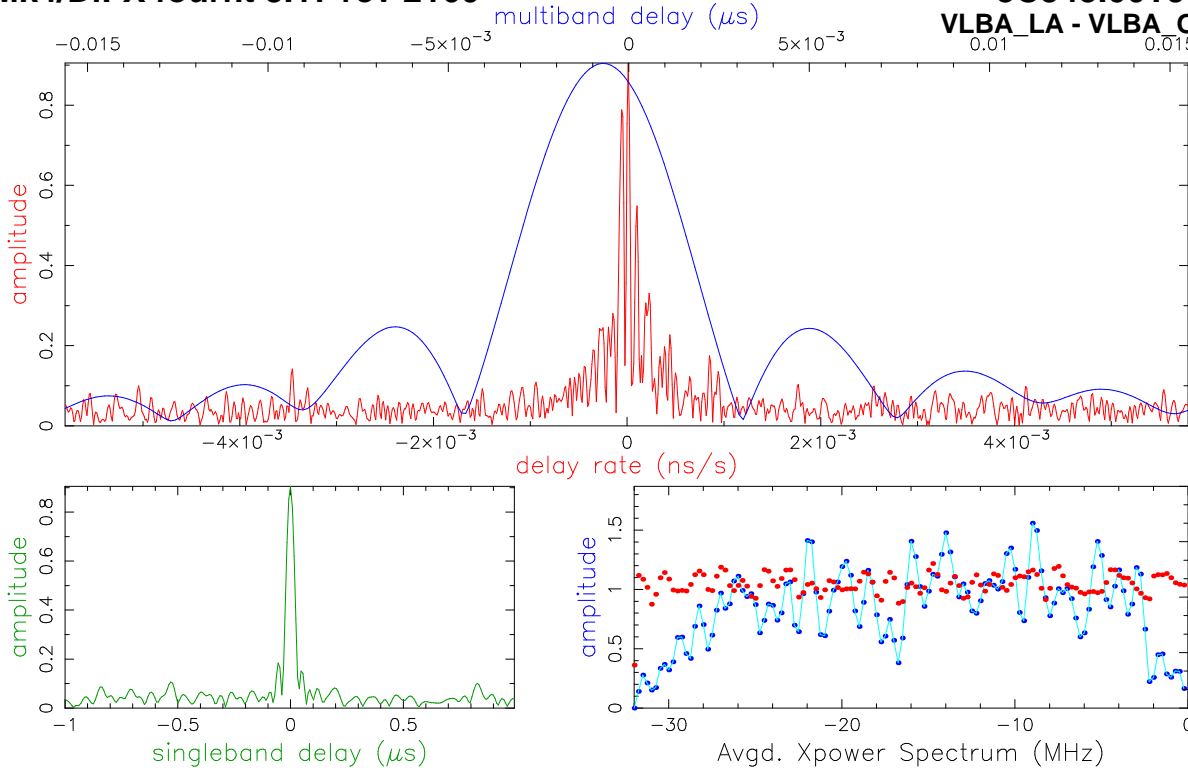 multiband delay (μs)
VLBA_LA - VLBA_
−0.015 −0.01 −5×10⁻³ 0 5×10⁻³ 0.01 0.015
amplitude
0 0.2 0.4 0.6 0.8
−4×10⁻³ −2×10⁻³ 0 2×10⁻³ 4×10⁻³
delay rate (ns/s)
amplitude
0 0.2 0.4 0.6 0.8
−1 −0.5 0 0.5
singleband delay (μs)
amplitude
0 0.5 1 1.5
−30 −20 −10 0
Avgd. Xpower Spectrum (MHz)